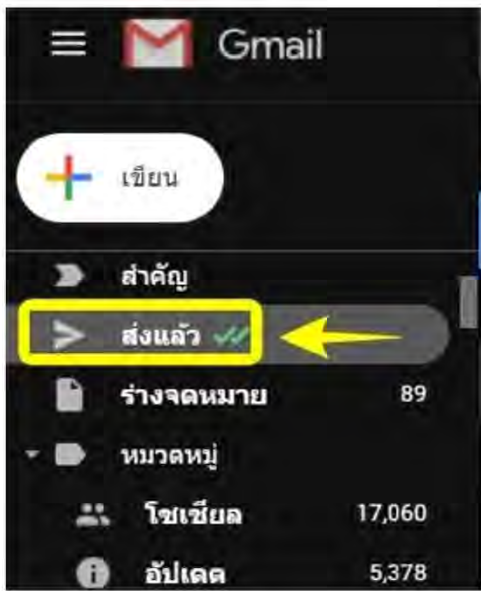 Gmail
เขียน
สำคัญ
ส่งแล้ว
ร่างจดหมาย 89
หมวดหมู่
โซเชียล 17,060
อัปเดต 5,378